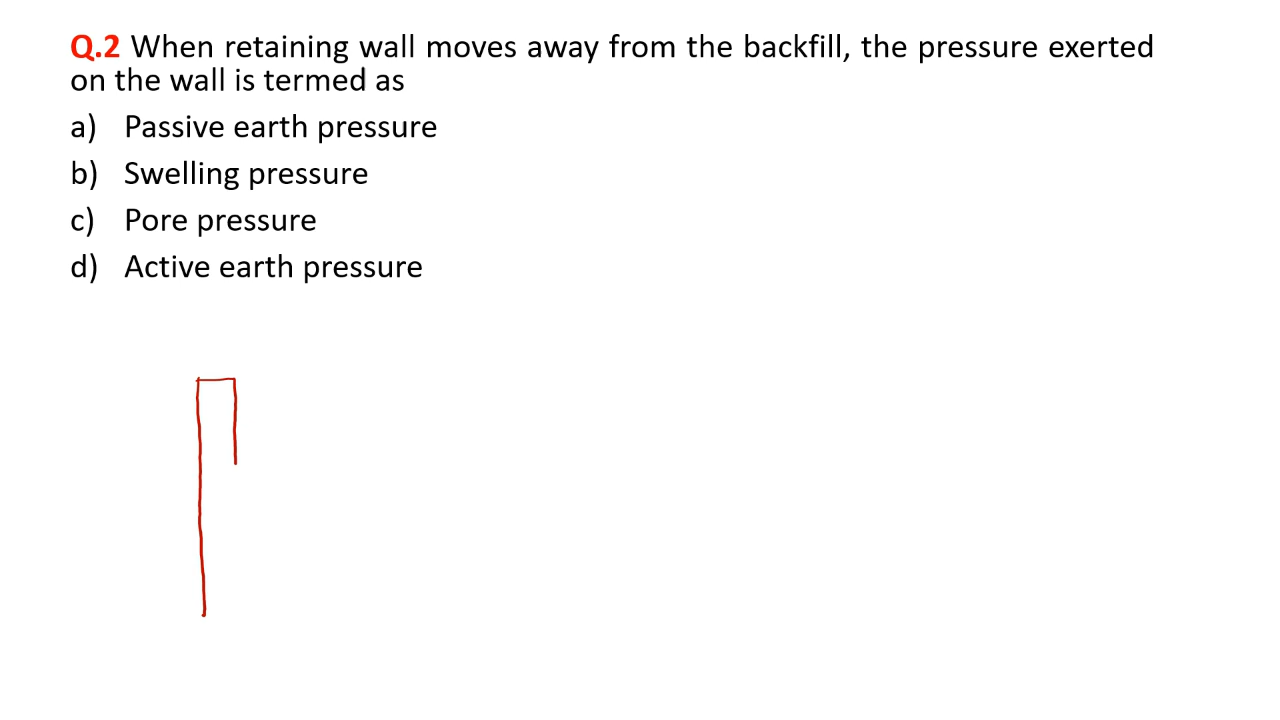 Q.2 When retaining wall moves away from the backfill, the pressure exerted
on the wall is termed as
a) Passive earth pressure
b) Swelling pressure
c) Pore pressure
d) Active earth pressure